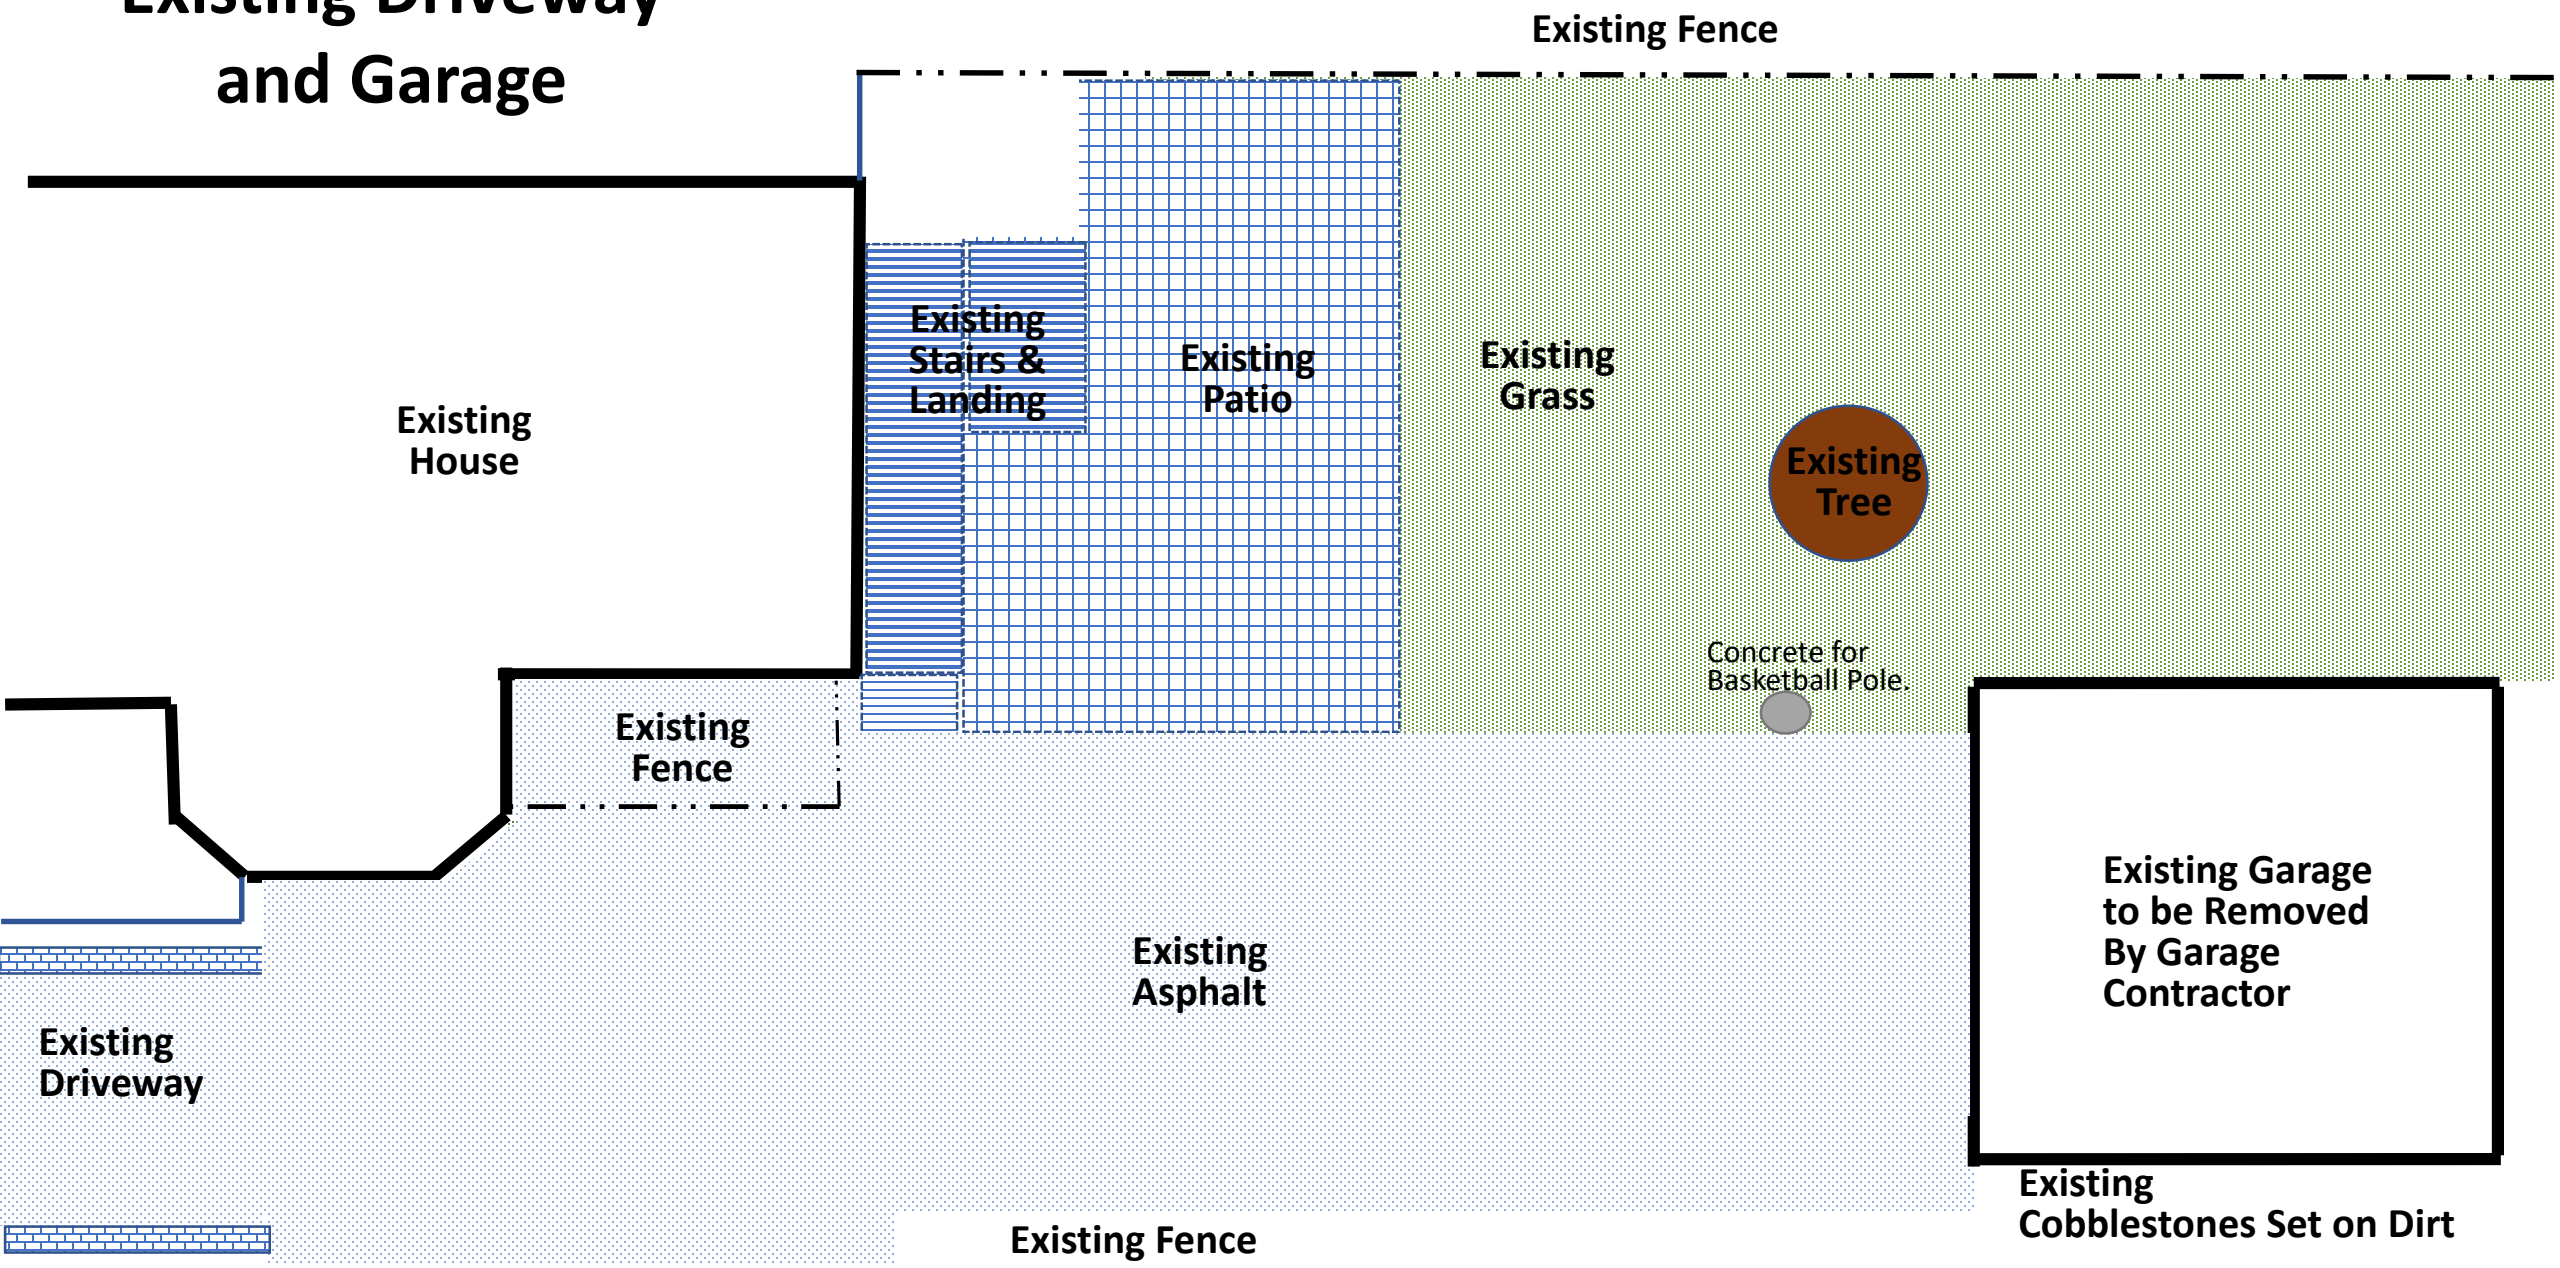 Existing Driveway
and Garage
Existing Fence
Existing
Stairs &
Landing
Existing
Patio
Existing
Grass
Existing
House
Existing
Tree
Concrete for
Basketball Pole.
Existing
Fence
Existing Garage
to be Removed
By Garage
Contractor
Existing
Asphalt
Existing
Driveway
Existing
Cobblestones Set on Dirt
Existing Fence